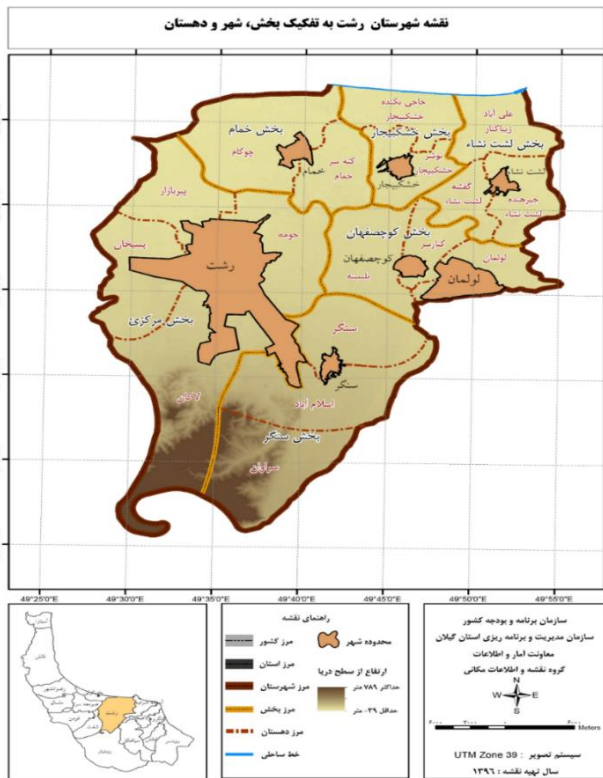 نقشه شهرستان رشت به تفکیک بخش، شهر و دهستان
حاجی بکنده
خشکبیجار
علی آباد
زیباکنار
بخش خمام
بخش خشکبیجار
بخش لشت نشاء
چوکام
خمام
کته سر
خمام
نوشر
خشکبیجار
خشکبیجار
گفشه
لشت نشاء
لشت نشاء
جیرهنده
لشت نشاء
پیربازار
بخش کوچصفهان
پسیخان
حومه
کنارسر
لولمان
رشت
کوچصفهان
لولمان
بلسبنه
بخش مرکزی
سنگر
سنگر
لاکان
اسلام آباد
بخش سنگر
سراوان
49°25'0"E
49°30'0"E
49°35'0"E
49°40'0"E
49°45'0"E
49°50'0"E
49°55'0"E
راهنمای نقشه
مرز کشور
محدوده شهر
مرز استان
ارتفاع از سطح دریا
مرز شهرستان
حداکثر ۷۸۹ متر
مرز بخش
حداقل ۳۹- متر
مرز دهستان
خط ساحلی
سازمان برنامه و بودجه کشور
سازمان مدیریت و برنامه ریزی استان گیلان
معاونت آمار و اطلاعات
گروه نقشه و اطلاعات مکانی
N
W E
S
Meters
سیستم تصویر : UTM Zone 39
سال تهیه نقشه : ۱۳۹۶